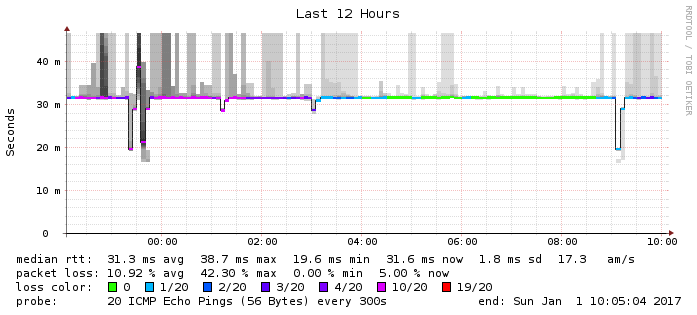 Last 12 Hours
RRDTOOL / TOBI OETIKER
Seconds
40 m
30 m
20 m
10 m
0
00:00 02:00 04:00 06:00 08:00 10:00
median rtt: 31.3 ms avg 38.7 ms max 19.6 ms min 31.6 ms now 1.8 ms sd 17.3 am/s
packet loss: 10.92 % avg 42.30 % max 0.00 % min 5.00 % now
loss color: 0 1/20 2/20 3/20 4/20 10/20 19/20
probe: 20 ICMP Echo Pings (56 Bytes) every 300s end: Sun Jan 1 10:05:04 2017